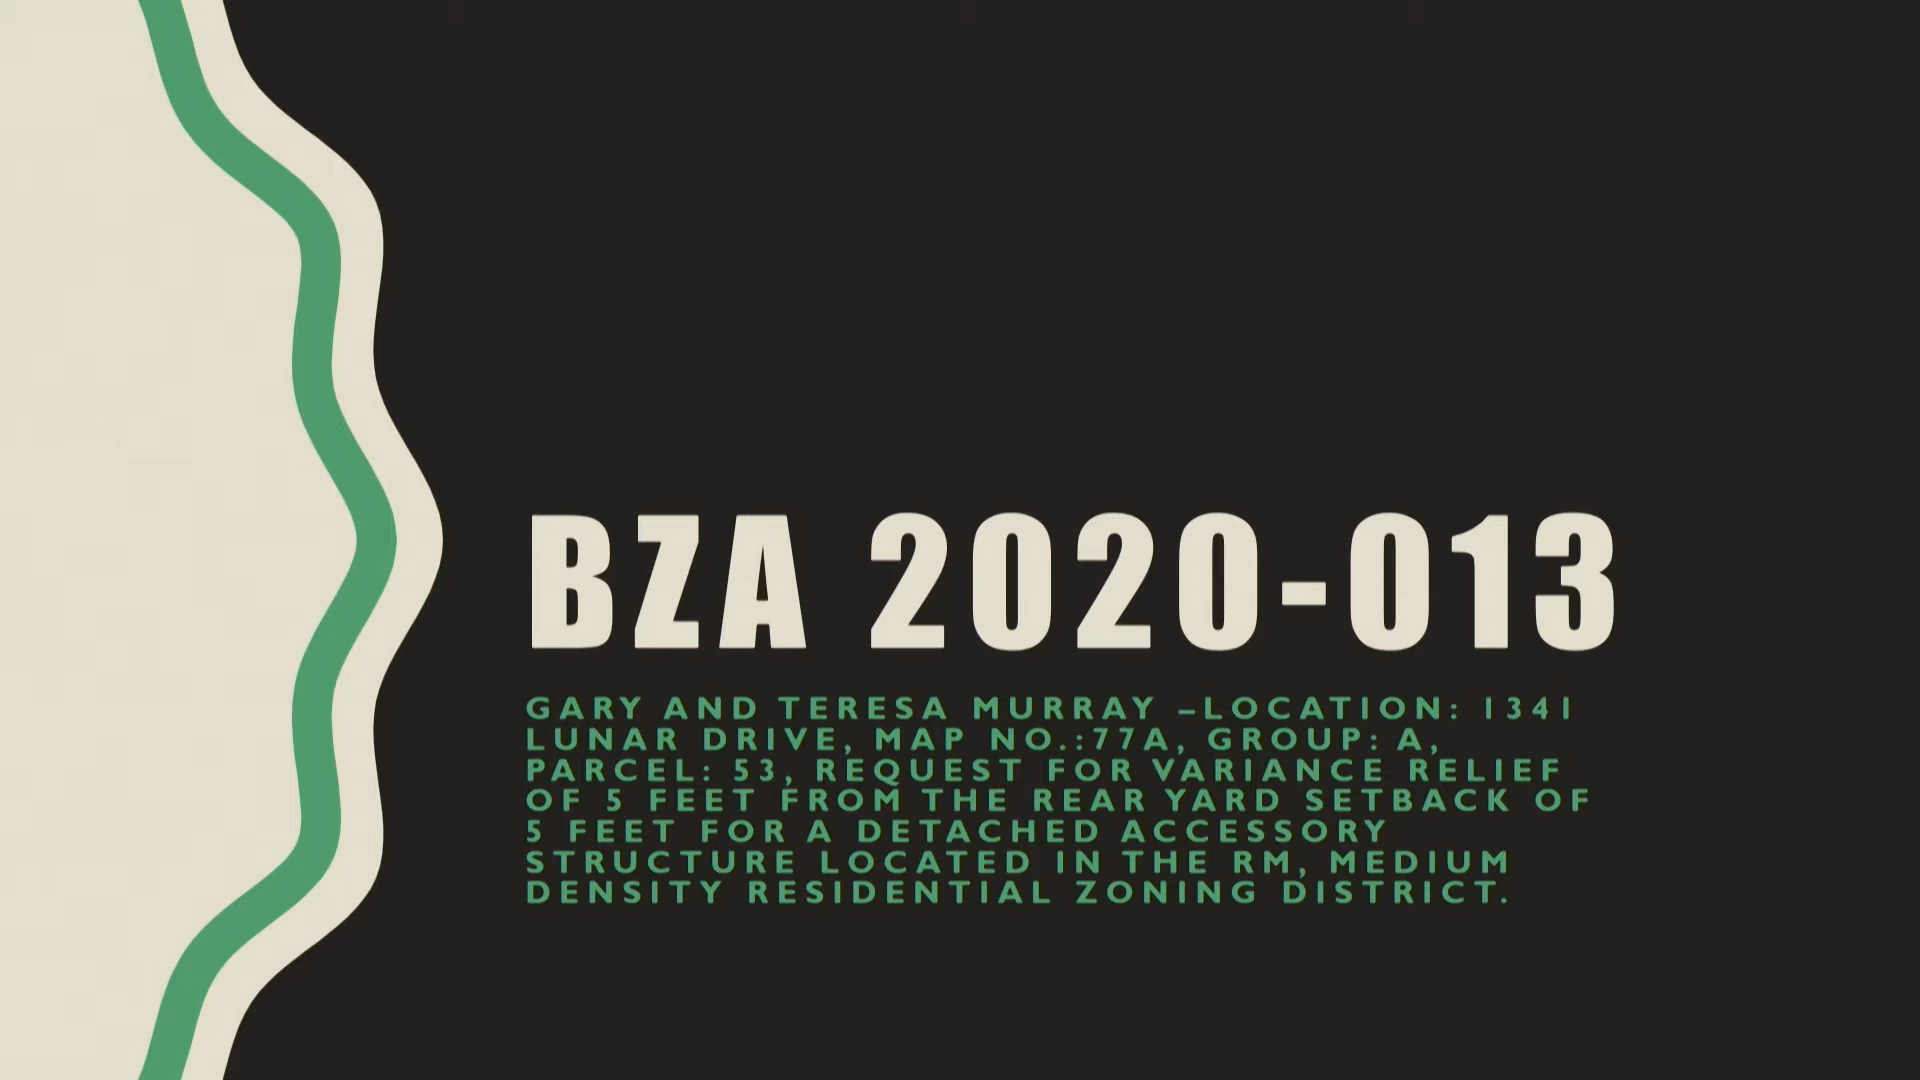 BZA 2020-013
GARY AND TERESA MURRAY –LOCATION: 1341
LUNAR DRIVE, MAP NO.:77A, GROUP: A,
PARCEL: 53, REQUEST FOR VARIANCE RELIEF
OF 5 FEET FROM THE REAR YARD SETBACK OF
5 FEET FOR A DETACHED ACCESSORY
STRUCTURE LOCATED IN THE RM, MEDIUM
DENSITY RESIDENTIAL ZONING DISTRICT.